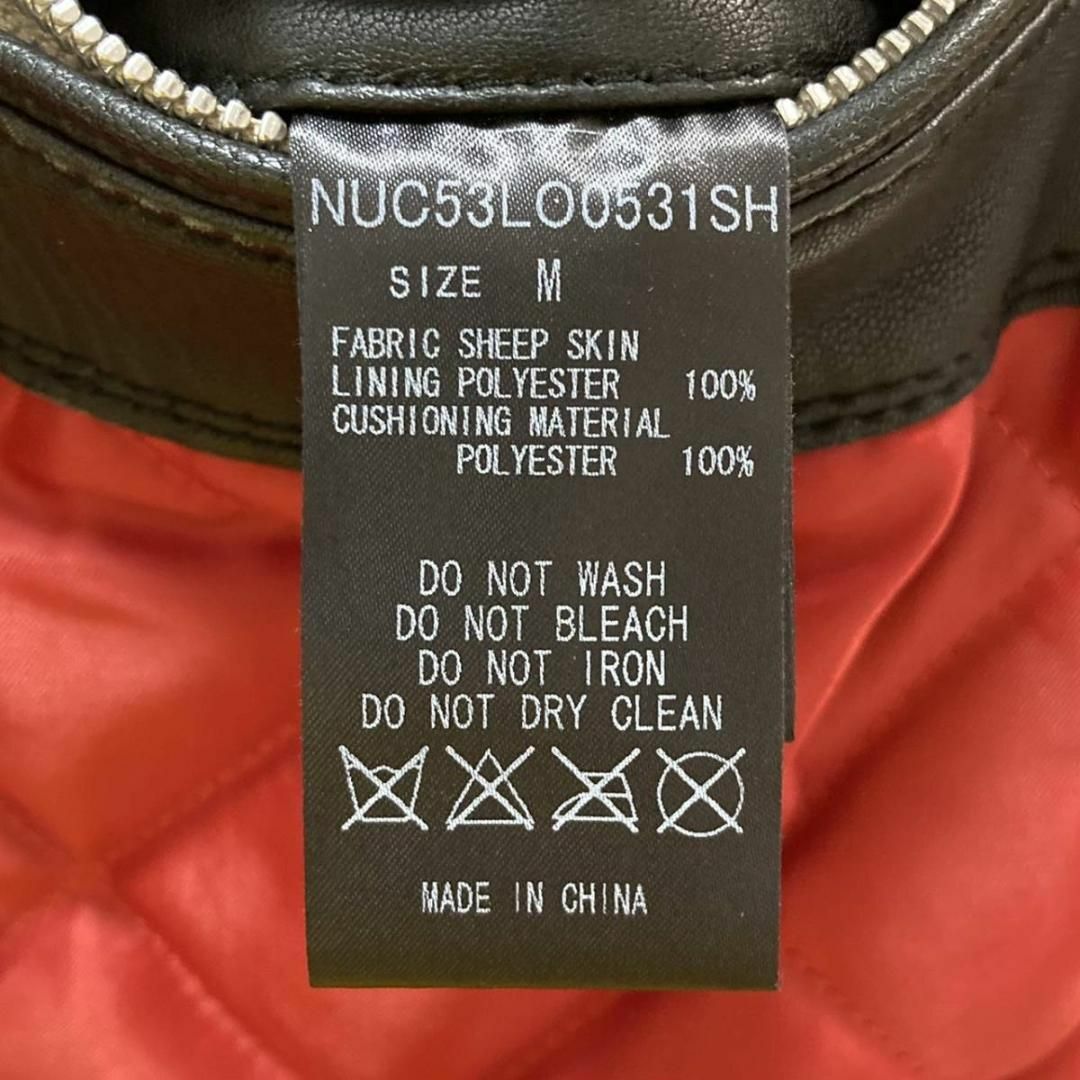 NUC53LO0531SH
SIZE M
FABRIC SHEEP SKIN
LINING POLYESTER 100%
CUSHIONING MATERIAL
POLYESTER 100%
DO NOT WASH
DO NOT BLEACH
DO NOT IRON
DO NOT DRY CLEAN
MADE IN CHINA